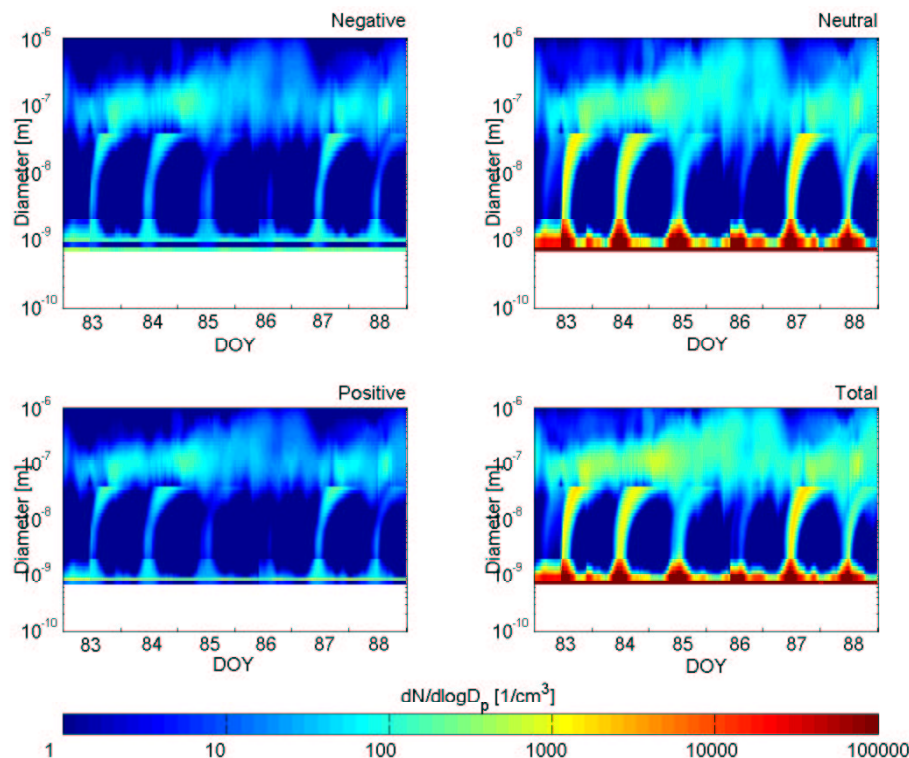 Negative
Neutral
10^-6
10^-7
10^-8
10^-9
10^-10
Diameter [m]
83 84 85 86 87 88
DOY
10^-6
10^-7
10^-8
10^-9
10^-10
Diameter [m]
83 84 85 86 87 88
DOY
Positive
Total
10^-6
10^-7
10^-8
10^-9
10^-10
Diameter [m]
83 84 85 86 87 88
DOY
10^-6
10^-7
10^-8
10^-9
10^-10
Diameter [m]
83 84 85 86 87 88
DOY
dN/dlogD_p [1/cm^3]
1 10 100 1000 10000 100000